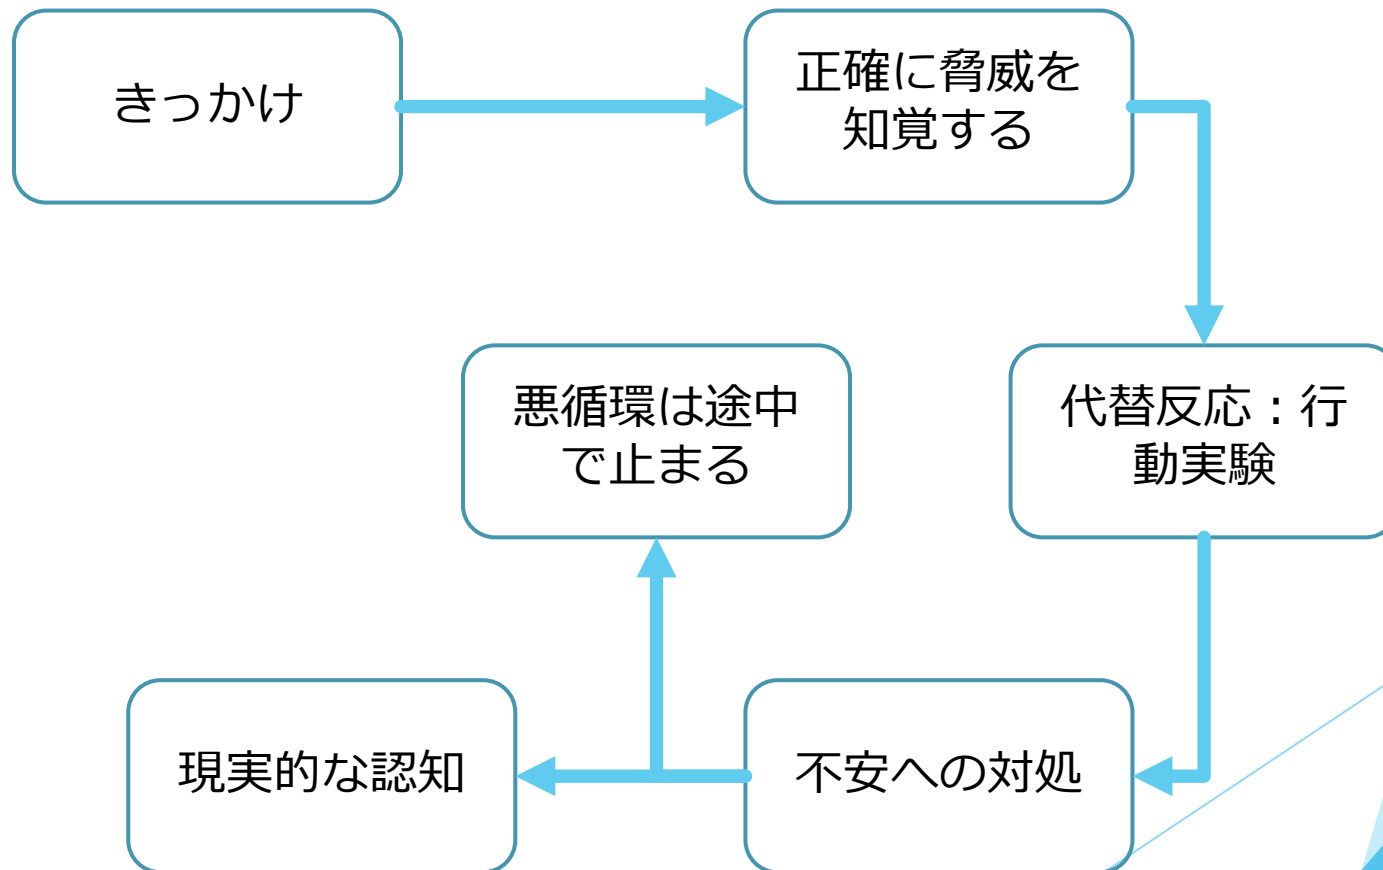 きっかけ
正確に脅威を
知覚する
代替反応：行
動実験
悪循環は途中
で止まる
不安への対処
現実的な認知